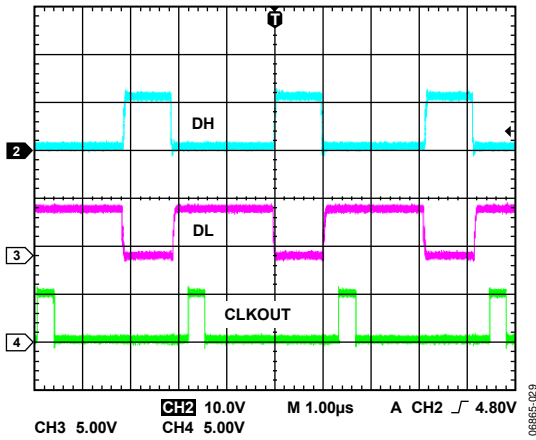 T
DH
2
DL
3
CLKOUT
4
CH2 10.0V M 1.00µs A CH2 4.80V
CH3 5.00V CH4 5.00V
06865-029